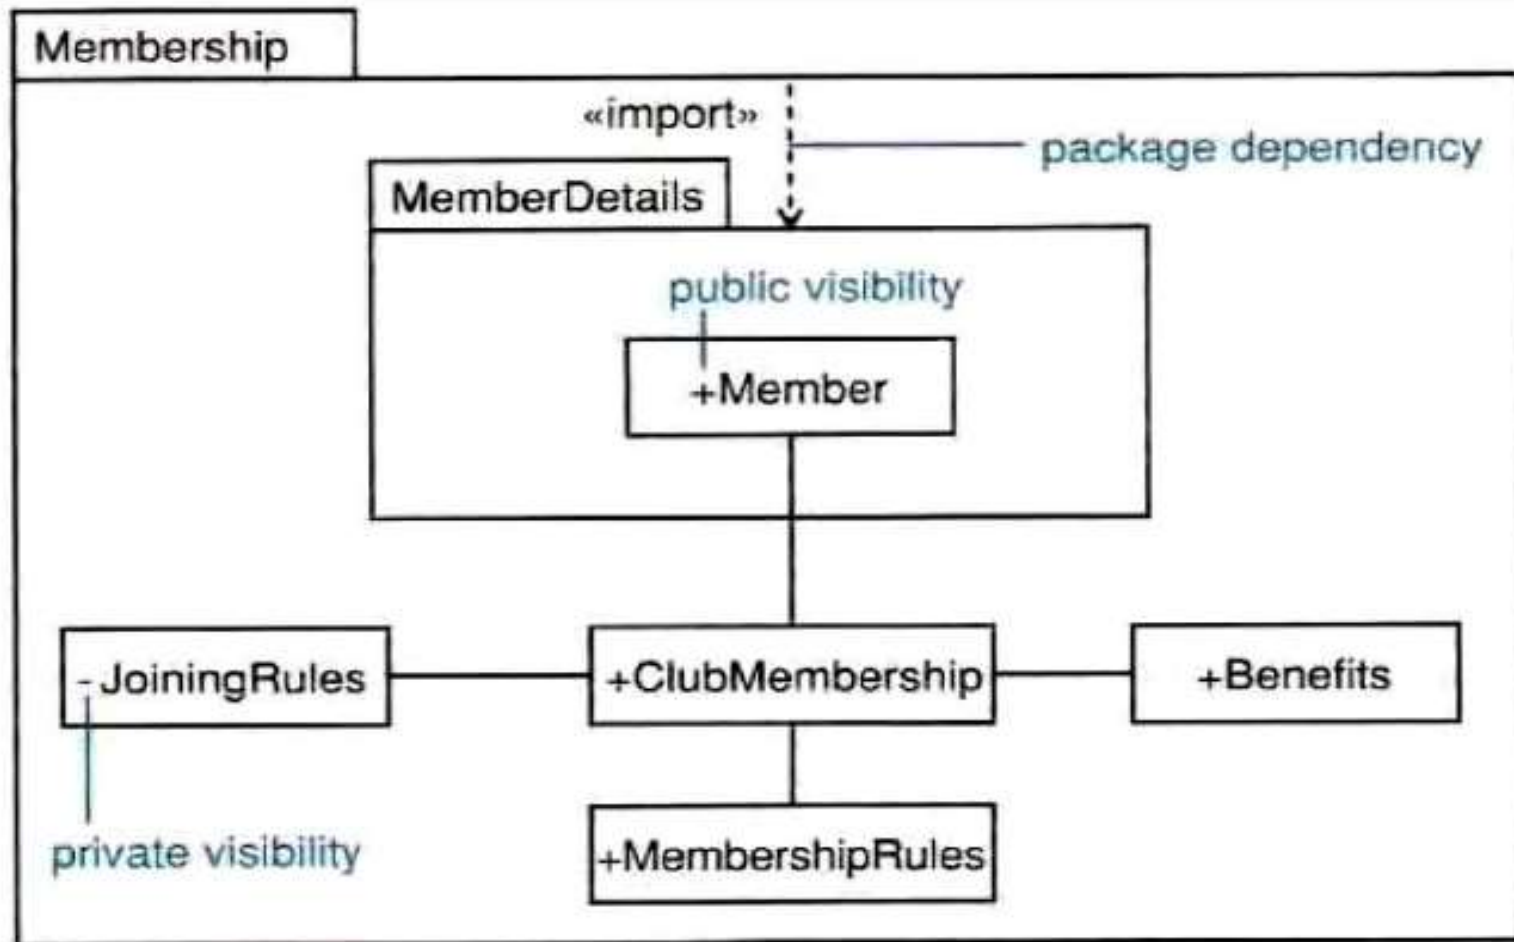 Membership
«import»
package dependency
MemberDetails
public visibility
+Member
-JoiningRules
+ClubMembership
+Benefits
private visibility
+MembershipRules